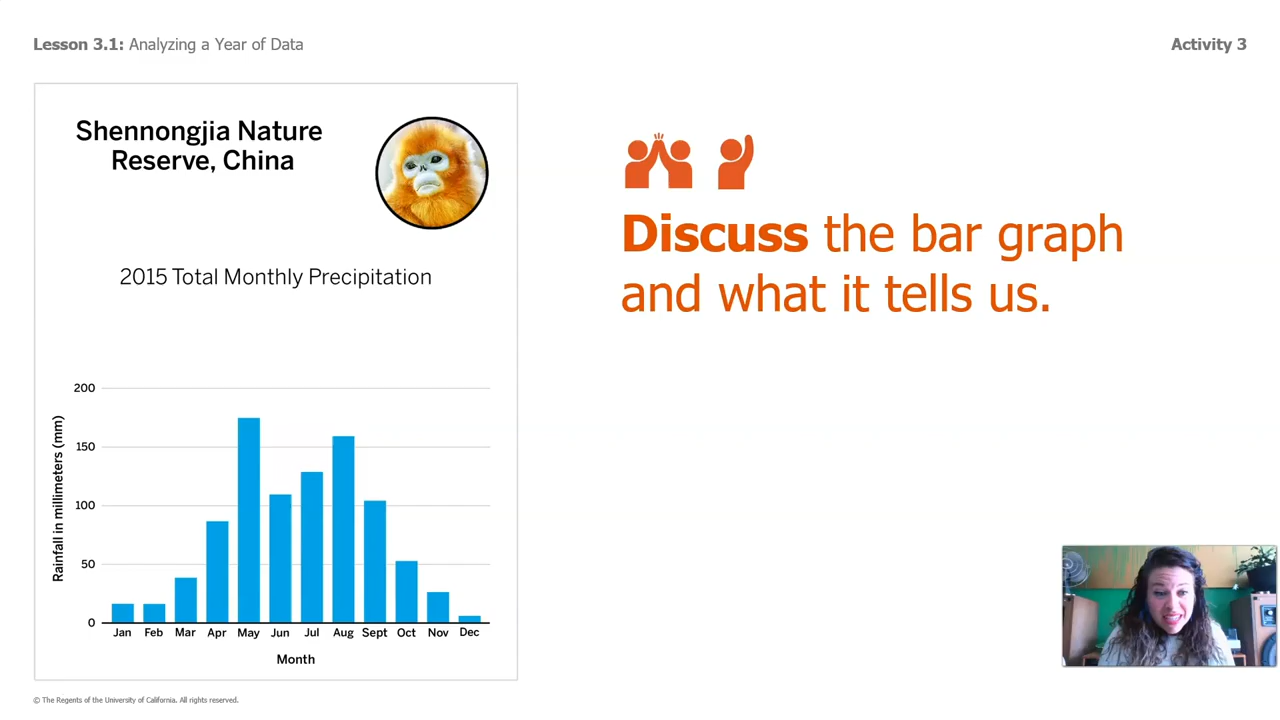 Lesson 3.1: Analyzing a Year of Data
Activity 3
Shennongjia Nature
Reserve, China
2015 Total Monthly Precipitation
Discuss the bar graph
and what it tells us.
Rainfall in millimeters (mm)
200
150
100
50
0
Jan Feb Mar Apr May Jun Jul Aug Sept Oct Nov Dec
Month
© The Regents of the University of California. All rights reserved.